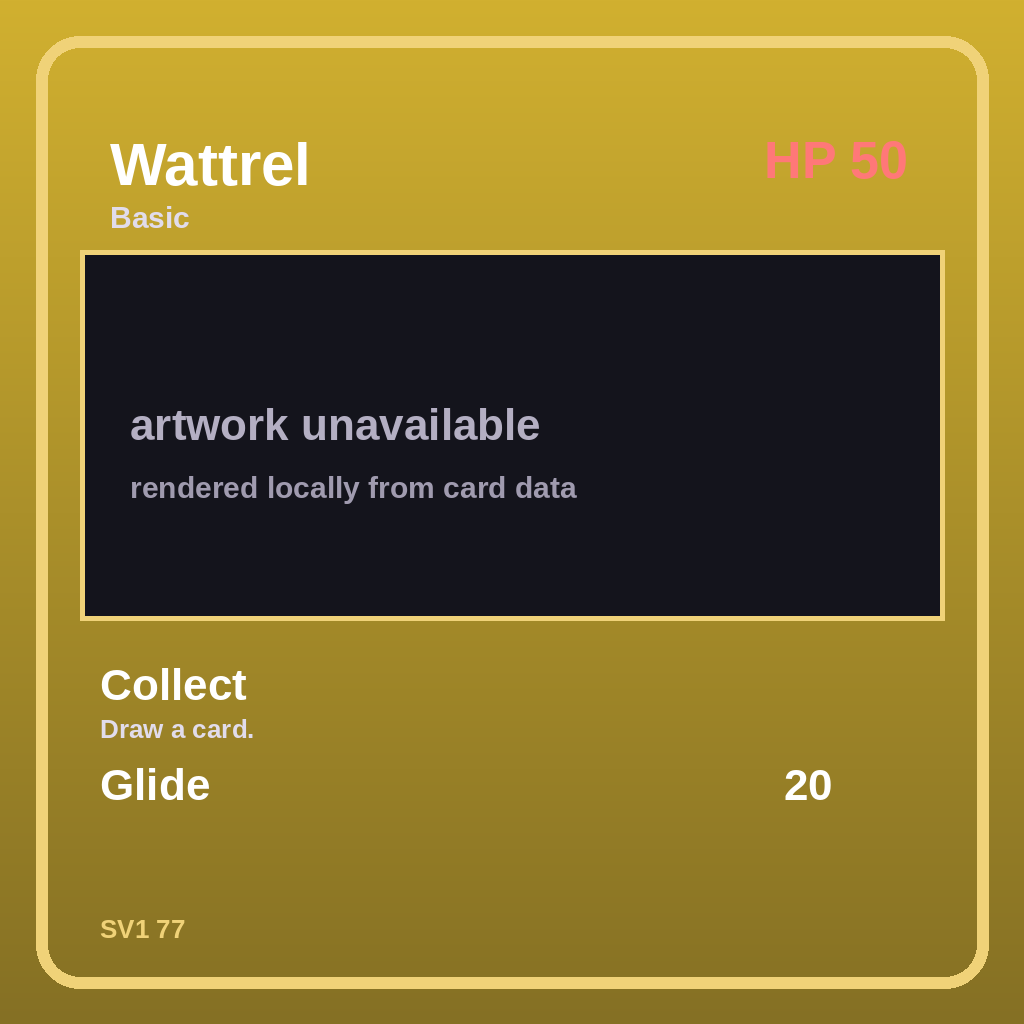 Wattrel HP 50
Basic
artwork unavailable
rendered locally from card data
Collect
Draw a card.
Glide 20
SV1 77